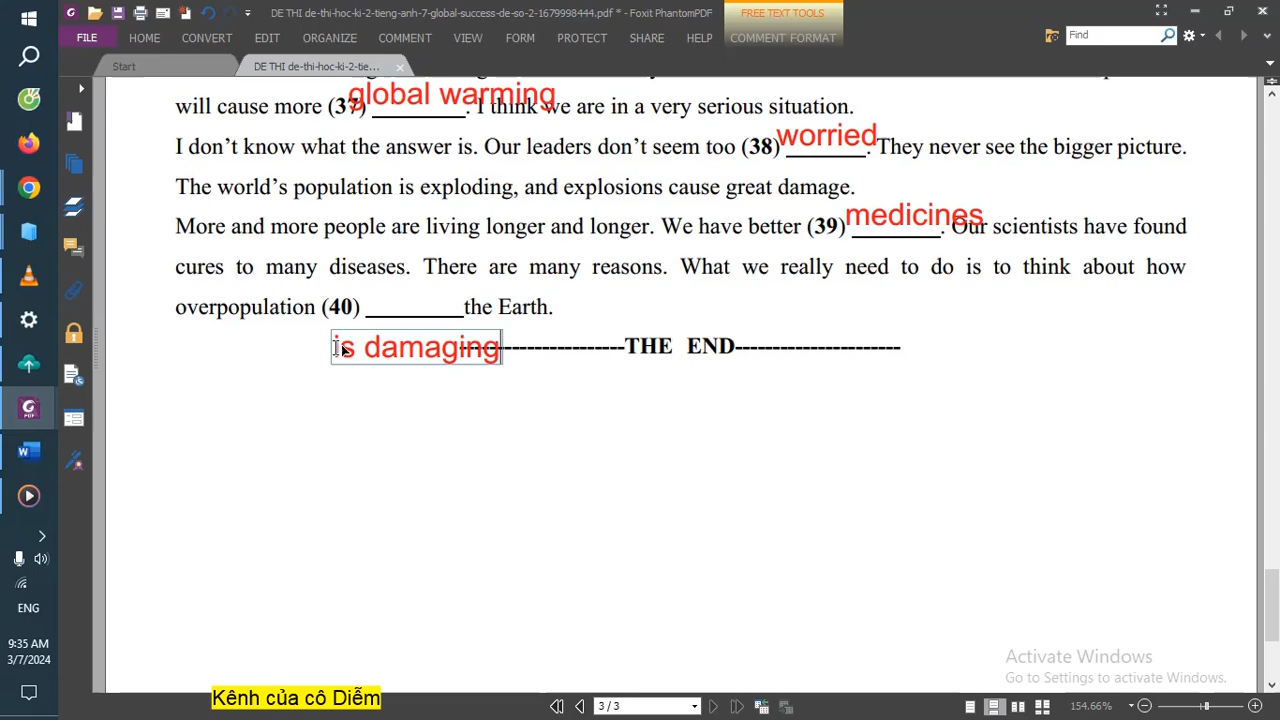 DE THI de-thi-hoc-ki-2-tieng-anh-7-global-success-de-so-2-1679998444.pdf * - Foxit PhantomPDF
FREE TEXT TOOLS
FILE HOME CONVERT EDIT ORGANIZE COMMENT VIEW FORM PROTECT SHARE HELP COMMENT FORMAT
Find
Start
DE THI de-thi-hoc-ki-2-tie...
global warming
will cause more (37) ________. I think we are in a very serious situation.
worried
I don't know what the answer is. Our leaders don't seem too (38) _______. They never see the bigger picture.
The world's population is exploding, and explosions cause great damage.
medicines
More and more people are living longer and longer. We have better (39) ________. Our scientists have found
cures to many diseases. There are many reasons. What we really need to do is to think about how
overpopulation (40) ________the Earth.
is damaging
----------------------THE END----------------------
ENG
9:35 AM
3/7/2024
Activate Windows
Go to Settings to activate Windows.
Kênh của cô Diễm
3 / 3
154.66%